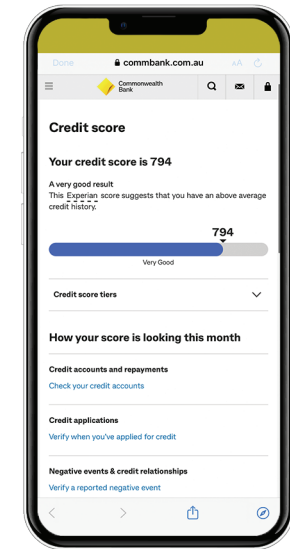 Done
commbank.com.au
AA
Commonwealth
Bank
Credit score
Your credit score is 794
A very good result
This Experian score suggests that you have an above average
credit history.
794
Very Good
Credit score tiers
How your score is looking this month
Credit accounts and repayments
Check your credit accounts
Credit applications
Verify when you've applied for credit
Negative events & credit relationships
Verify a reported negative event